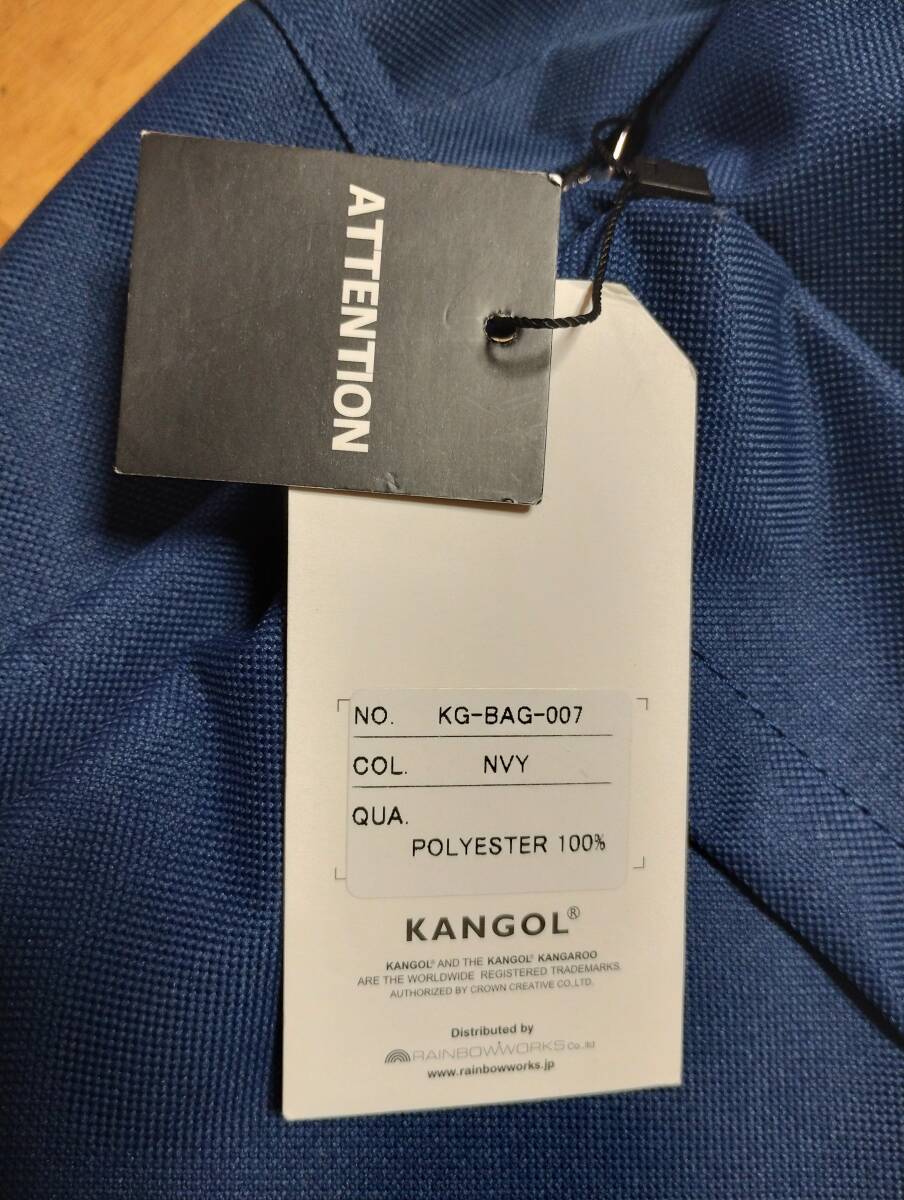 ATTENTION
NO. KG-BAG-007
COL. NVY
QUA.
POLYESTER 100%
KANGOL®
KANGOL® AND THE KANGOL® KANGAROO
ARE THE WORLDWIDE REGISTERED TRADEMARKS.
AUTHORIZED BY CROWN CREATIVE CO.,LTD.
Distributed by
RAINBOWWORKS Co.,ltd
www.rainbowworks.jp